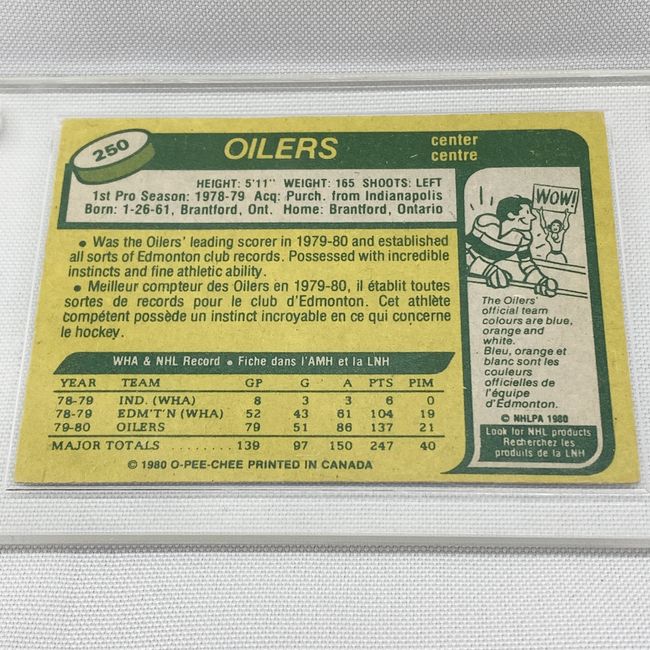 250
OILERS
center
centre
HEIGHT: 5'11" WEIGHT: 165 SHOOTS: LEFT
1st Pro Season: 1978-79 Acq: Purch. from Indianapolis
Born: 1-26-61, Brantford, Ont. Home: Brantford, Ontario
• Was the Oilers' leading scorer in 1979-80 and established
all sorts of Edmonton club records. Possessed with incredible
instincts and fine athletic ability.
• Meilleur compteur des Oilers en 1979-80, il établit toutes
sortes de records pour le club d'Edmonton. Cet athlète
compétent possède un instinct incroyable en ce qui concerne
le hockey.
WHA & NHL Record • Fiche dans l'AMH et la LNH
YEAR TEAM GP G A PTS PIM
78-79 IND. (WHA) 8 3 3 6 0
78-79 EDM'T'N (WHA) 52 43 61 104 19
79-80 OILERS 79 51 86 137 21
MAJOR TOTALS 139 97 150 247 40
© 1980 O-PEE-CHEE PRINTED IN CANADA
WOW!
The Oilers'
official team
colours are blue,
orange and
white.
Bleu, orange et
blanc sont les
couleurs
officielles de
l'équipe
d'Edmonton.
© NHLPA 1980
Look for NHL products
Recherchez les
produits de la LNH